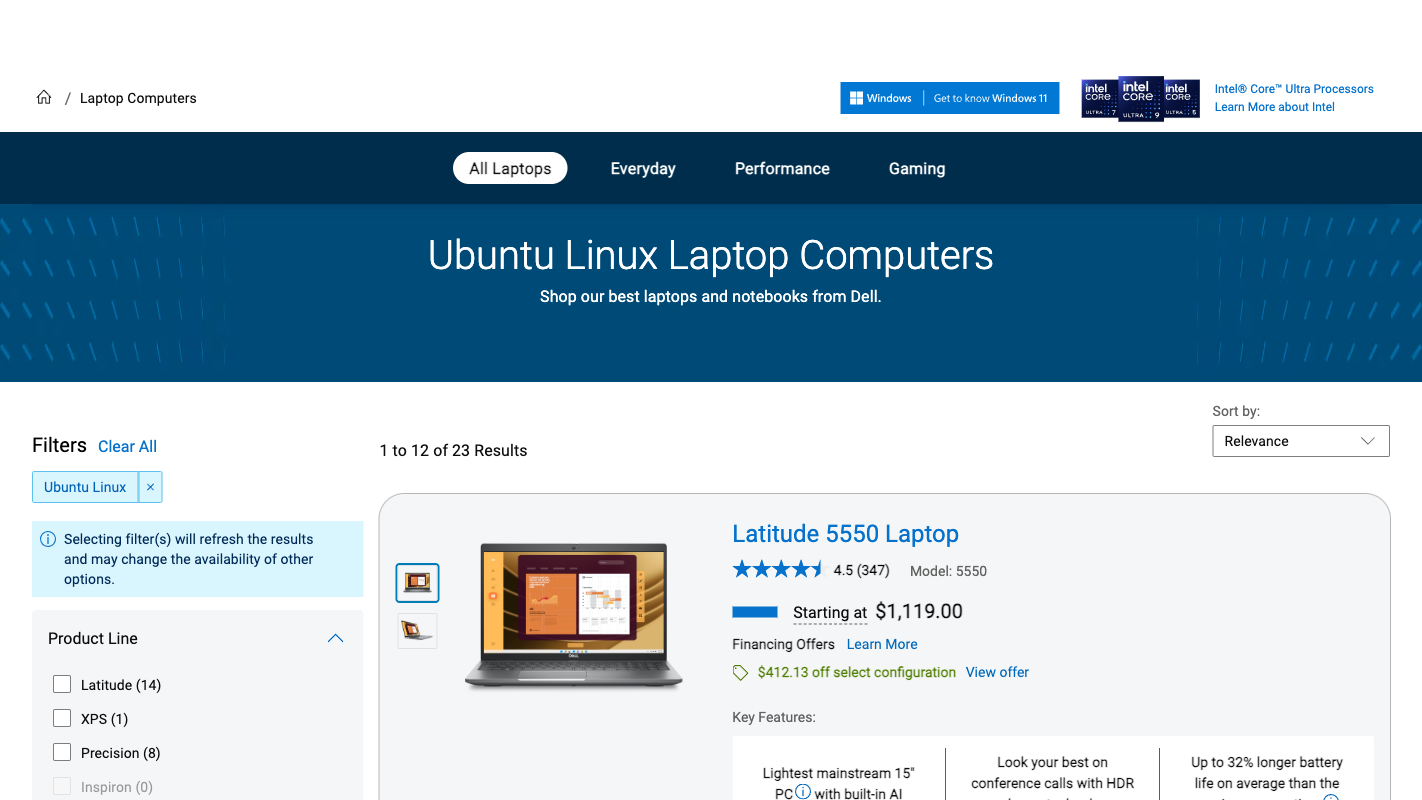 / Laptop Computers
Windows | Get to know Windows 11
intel CORE ULTRA 7
intel CORE ULTRA 9
intel CORE ULTRA 5
Intel® Core™ Ultra Processors
Learn More about Intel
All Laptops
Everyday
Performance
Gaming
Ubuntu Linux Laptop Computers
Shop our best laptops and notebooks from Dell.
Sort by:
Relevance
Filters
Clear All
1 to 12 of 23 Results
Ubuntu Linux ×
Selecting filter(s) will refresh the results
and may change the availability of other
options.
Product Line
Latitude (14)
XPS (1)
Precision (8)
Inspiron (0)
Latitude 5550 Laptop
4.5 (347)
Model: 5550
Starting at $1,119.00
Financing Offers Learn More
$412.13 off select configuration View offer
Key Features:
Lightest mainstream 15"
PC with built-in AI
Look your best on
conference calls with HDR
Up to 32% longer battery
life on average than the